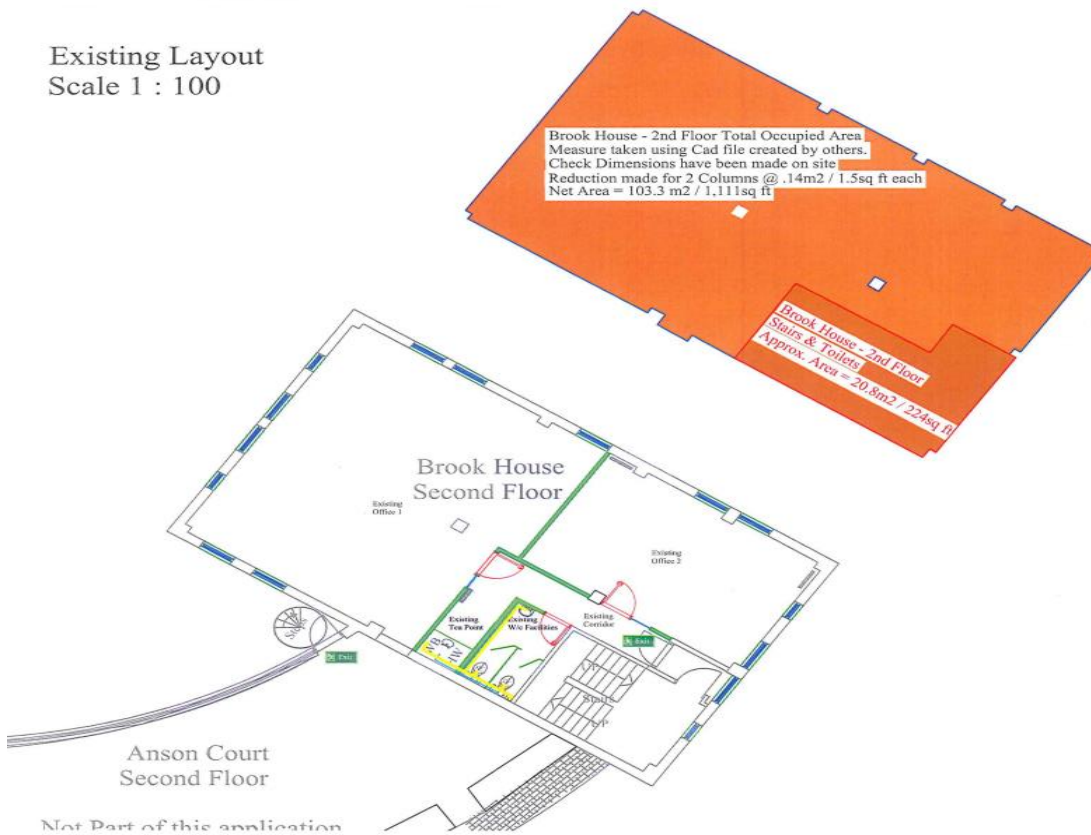 Existing Layout
Scale 1 : 100
Brook House - 2nd Floor Total Occupied Area
Measure taken using Cad file created by others.
Check Dimensions have been made on site
Reduction made for 2 Columns @ .14m2 / 1.5sq ft each
Net Area = 103.3 m2 / 1,111sq ft
Brook House - 2nd Floor
Stairs & Toilets
Approx. Area = 20.8m2 / 224sq ft
Brook House
Second Floor
Existing
Office 1
Existing
Office 2
Existing
Tea Point
Existing
W/c Facilities
Existing
Corridor
Exit
Stairs
UP
Stairs
Exit
HW
Anson Court
Second Floor
Not Part of this application